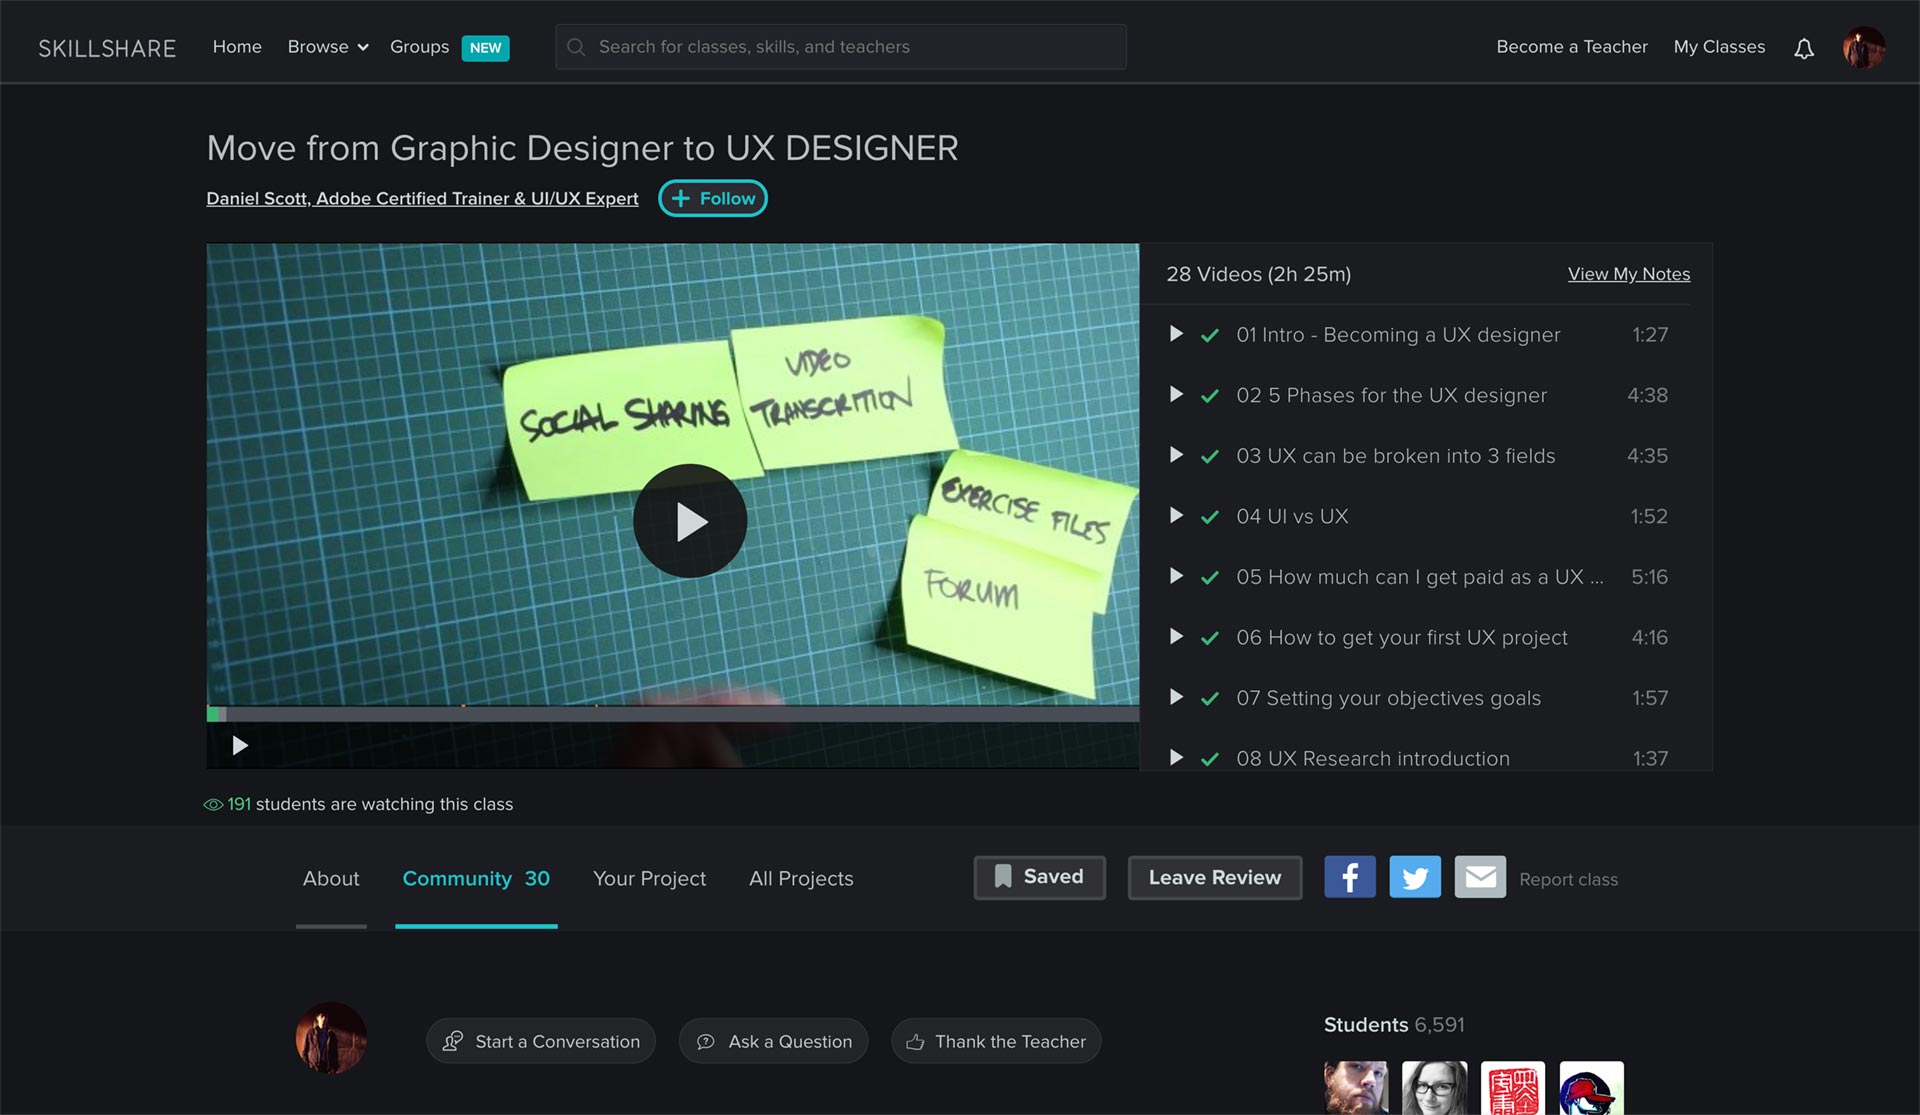 SKILLSHARE
Home
Browse
Groups
NEW
Search for classes, skills, and teachers
Become a Teacher
My Classes
Move from Graphic Designer to UX DESIGNER
Daniel Scott, Adobe Certified Trainer & UI/UX Expert
Follow
SOCIAL SHARING
VIDEO
TRANSCRITION
EXERCISE FILES
FORUM
28 Videos (2h 25m)
View My Notes
01 Intro - Becoming a UX designer 1:27
02 5 Phases for the UX designer 4:38
03 UX can be broken into 3 fields 4:35
04 UI vs UX 1:52
05 How much can I get paid as a UX ... 5:16
06 How to get your first UX project 4:16
07 Setting your objectives goals 1:57
08 UX Research introduction 1:37
191 students are watching this class
About
Community 30
Your Project
All Projects
Saved
Leave Review
Report class
Start a Conversation
Ask a Question
Thank the Teacher
Students 6,591